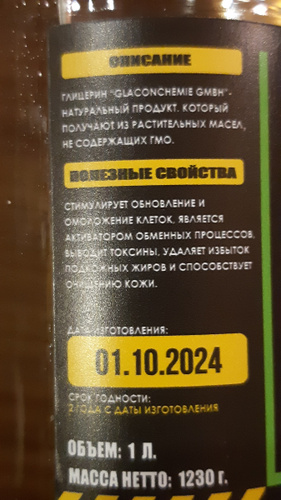 ОПИСАНИЕ
ГЛИЦЕРИН "GLACONCHEMIE GMBH"-
НАТУРАЛЬНЫЙ ПРОДУКТ. КОТОРЫЙ
ПОЛУЧАЮТ ИЗ РАСТИТЕЛЬНЫХ МАСЕЛ,
НЕ СОДЕРЖАЩИХ ГМО.
ПОЛЕЗНЫЕ СВОЙСТВА
СТИМУЛИРУЕТ ОБНОВЛЕНИЕ И
ОМОЛОЖЕНИЕ КЛЕТОК, ЯВЛЯЕТСЯ
АКТИВАТОРОМ ОБМЕННЫХ ПРОЦЕССОВ,
ВЫВОДИТ ТОКСИНЫ, УДАЛЯЕТ ИЗБЫТОК
ПОДКОЖНЫХ ЖИРОВ И СПОСОБСТВУЕТ
ОЧИЩЕНИЮ КОЖИ.
ДАТА ИЗГОТОВЛЕНИЯ:
01.10.2024
СРОК ГОДНОСТИ:
2 ГОДА С ДАТЫ ИЗГОТОВЛЕНИЯ
ОБЪЕМ: 1 Л.
МАССА НЕТТО: 1230 г.